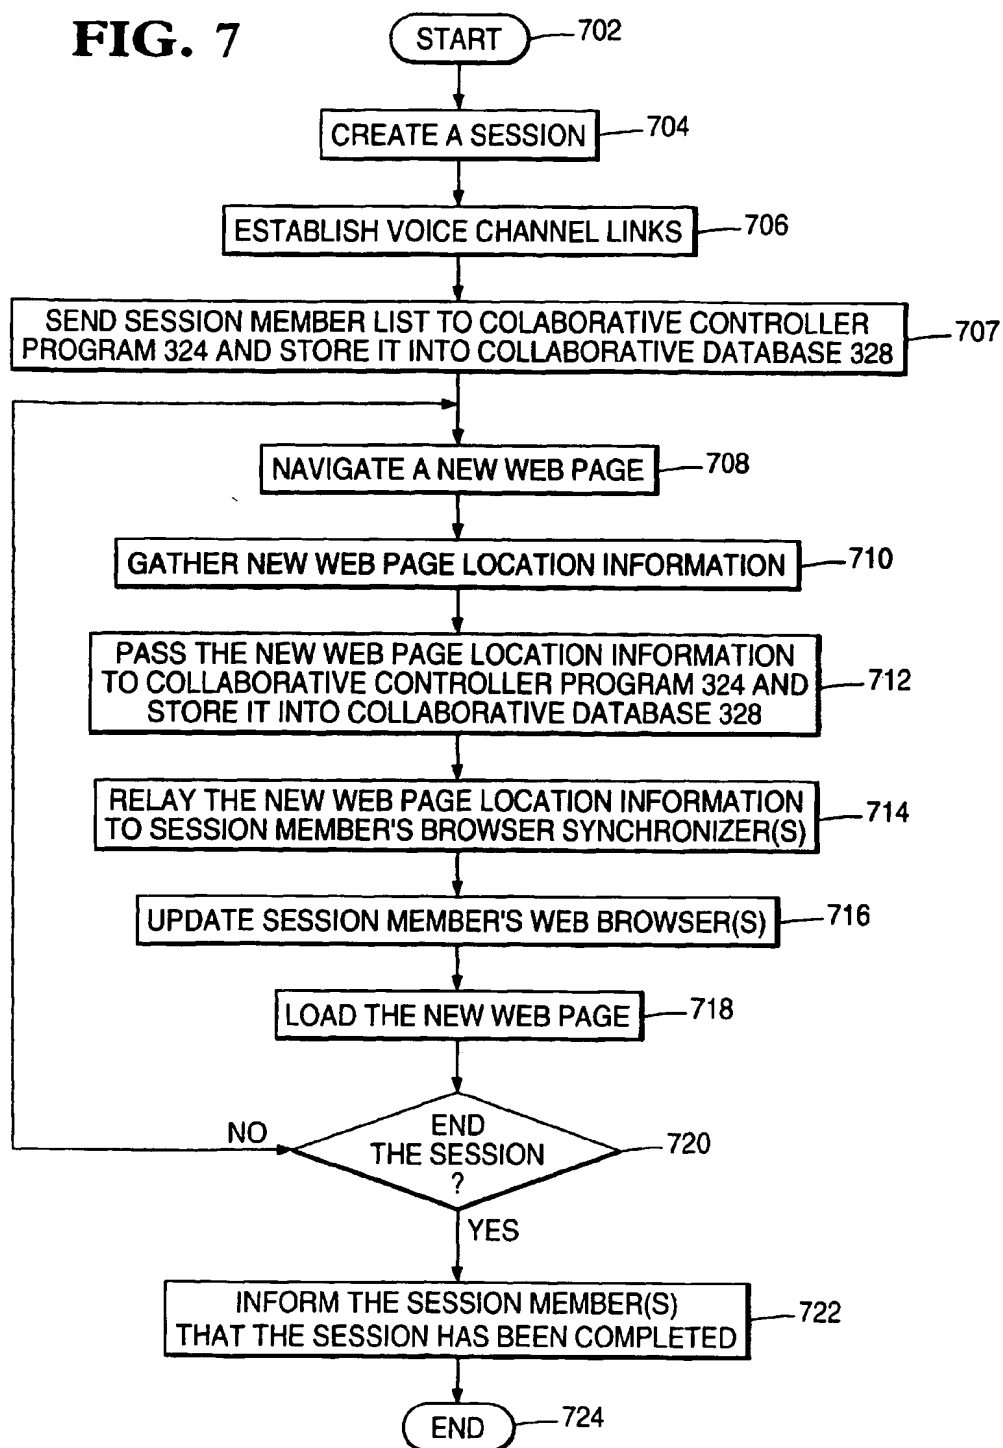 FIG. 7
START
702
CREATE A SESSION
704
ESTABLISH VOICE CHANNEL LINKS
706
SEND SESSION MEMBER LIST TO COLABORATIVE CONTROLLER
PROGRAM 324 AND STORE IT INTO COLLABORATIVE DATABASE 328
707
NAVIGATE A NEW WEB PAGE
708
GATHER NEW WEB PAGE LOCATION INFORMATION
710
PASS THE NEW WEB PAGE LOCATION INFORMATION
TO COLLABORATIVE CONTROLLER PROGRAM 324 AND
STORE IT INTO COLLABORATIVE DATABASE 328
712
RELAY THE NEW WEB PAGE LOCATION INFORMATION
TO SESSION MEMBER'S BROWSER SYNCHRONIZER(S)
714
UPDATE SESSION MEMBER'S WEB BROWSER(S)
716
LOAD THE NEW WEB PAGE
718
NO
END
THE SESSION
?
720
YES
INFORM THE SESSION MEMBER(S)
THAT THE SESSION HAS BEEN COMPLETED
722
END
724